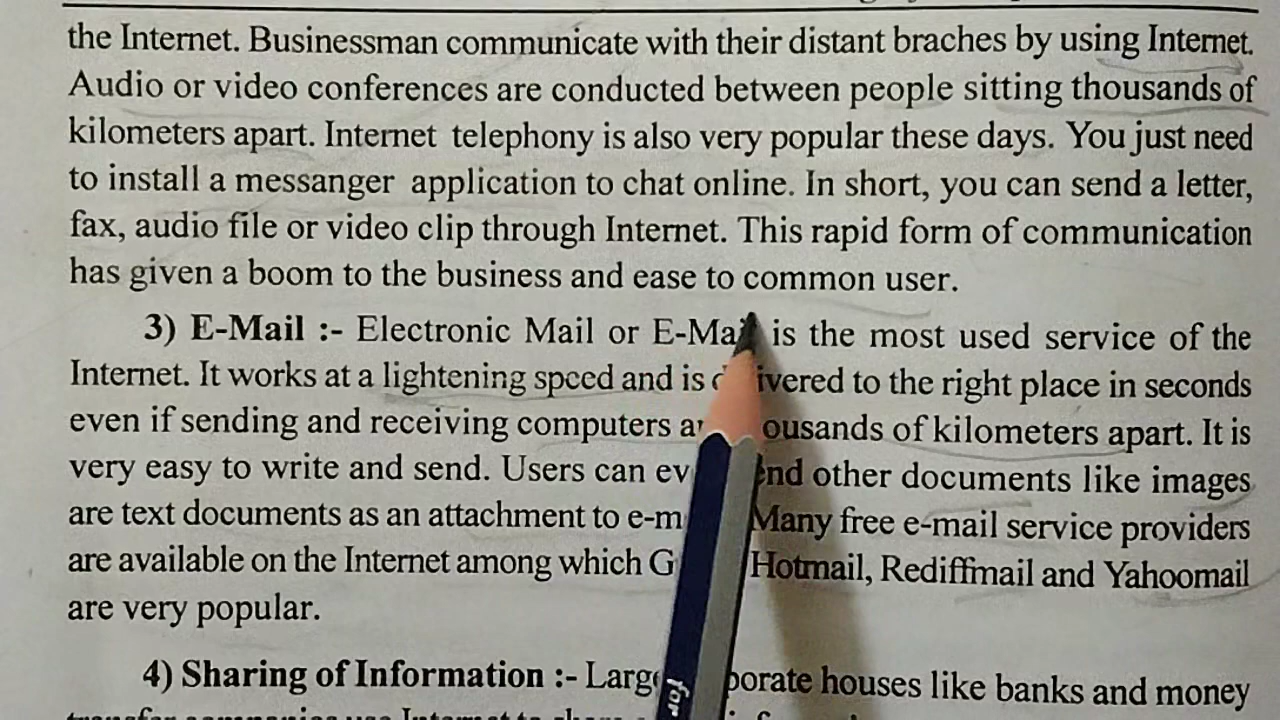 the Internet. Businessman communicate with their distant braches by using Internet.
Audio or video conferences are conducted between people sitting thousands of
kilometers apart. Internet telephony is also very popular these days. You just need
to install a messanger application to chat online. In short, you can send a letter,
fax, audio file or video clip through Internet. This rapid form of communication
has given a boom to the business and ease to common user.
3) E-Mail :- Electronic Mail or E-Mail is the most used service of the
Internet. It works at a lightening speed and is delivered to the right place in seconds
even if sending and receiving computers thousands of kilometers apart. It is
very easy to write and send. Users can other documents like images
are text documents as an attachment to Many free e-mail service providers
are available on the Internet among which Hotmail, Rediffmail and Yahoomail
are very popular.
4) Sharing of Information :- houses like banks and money
for